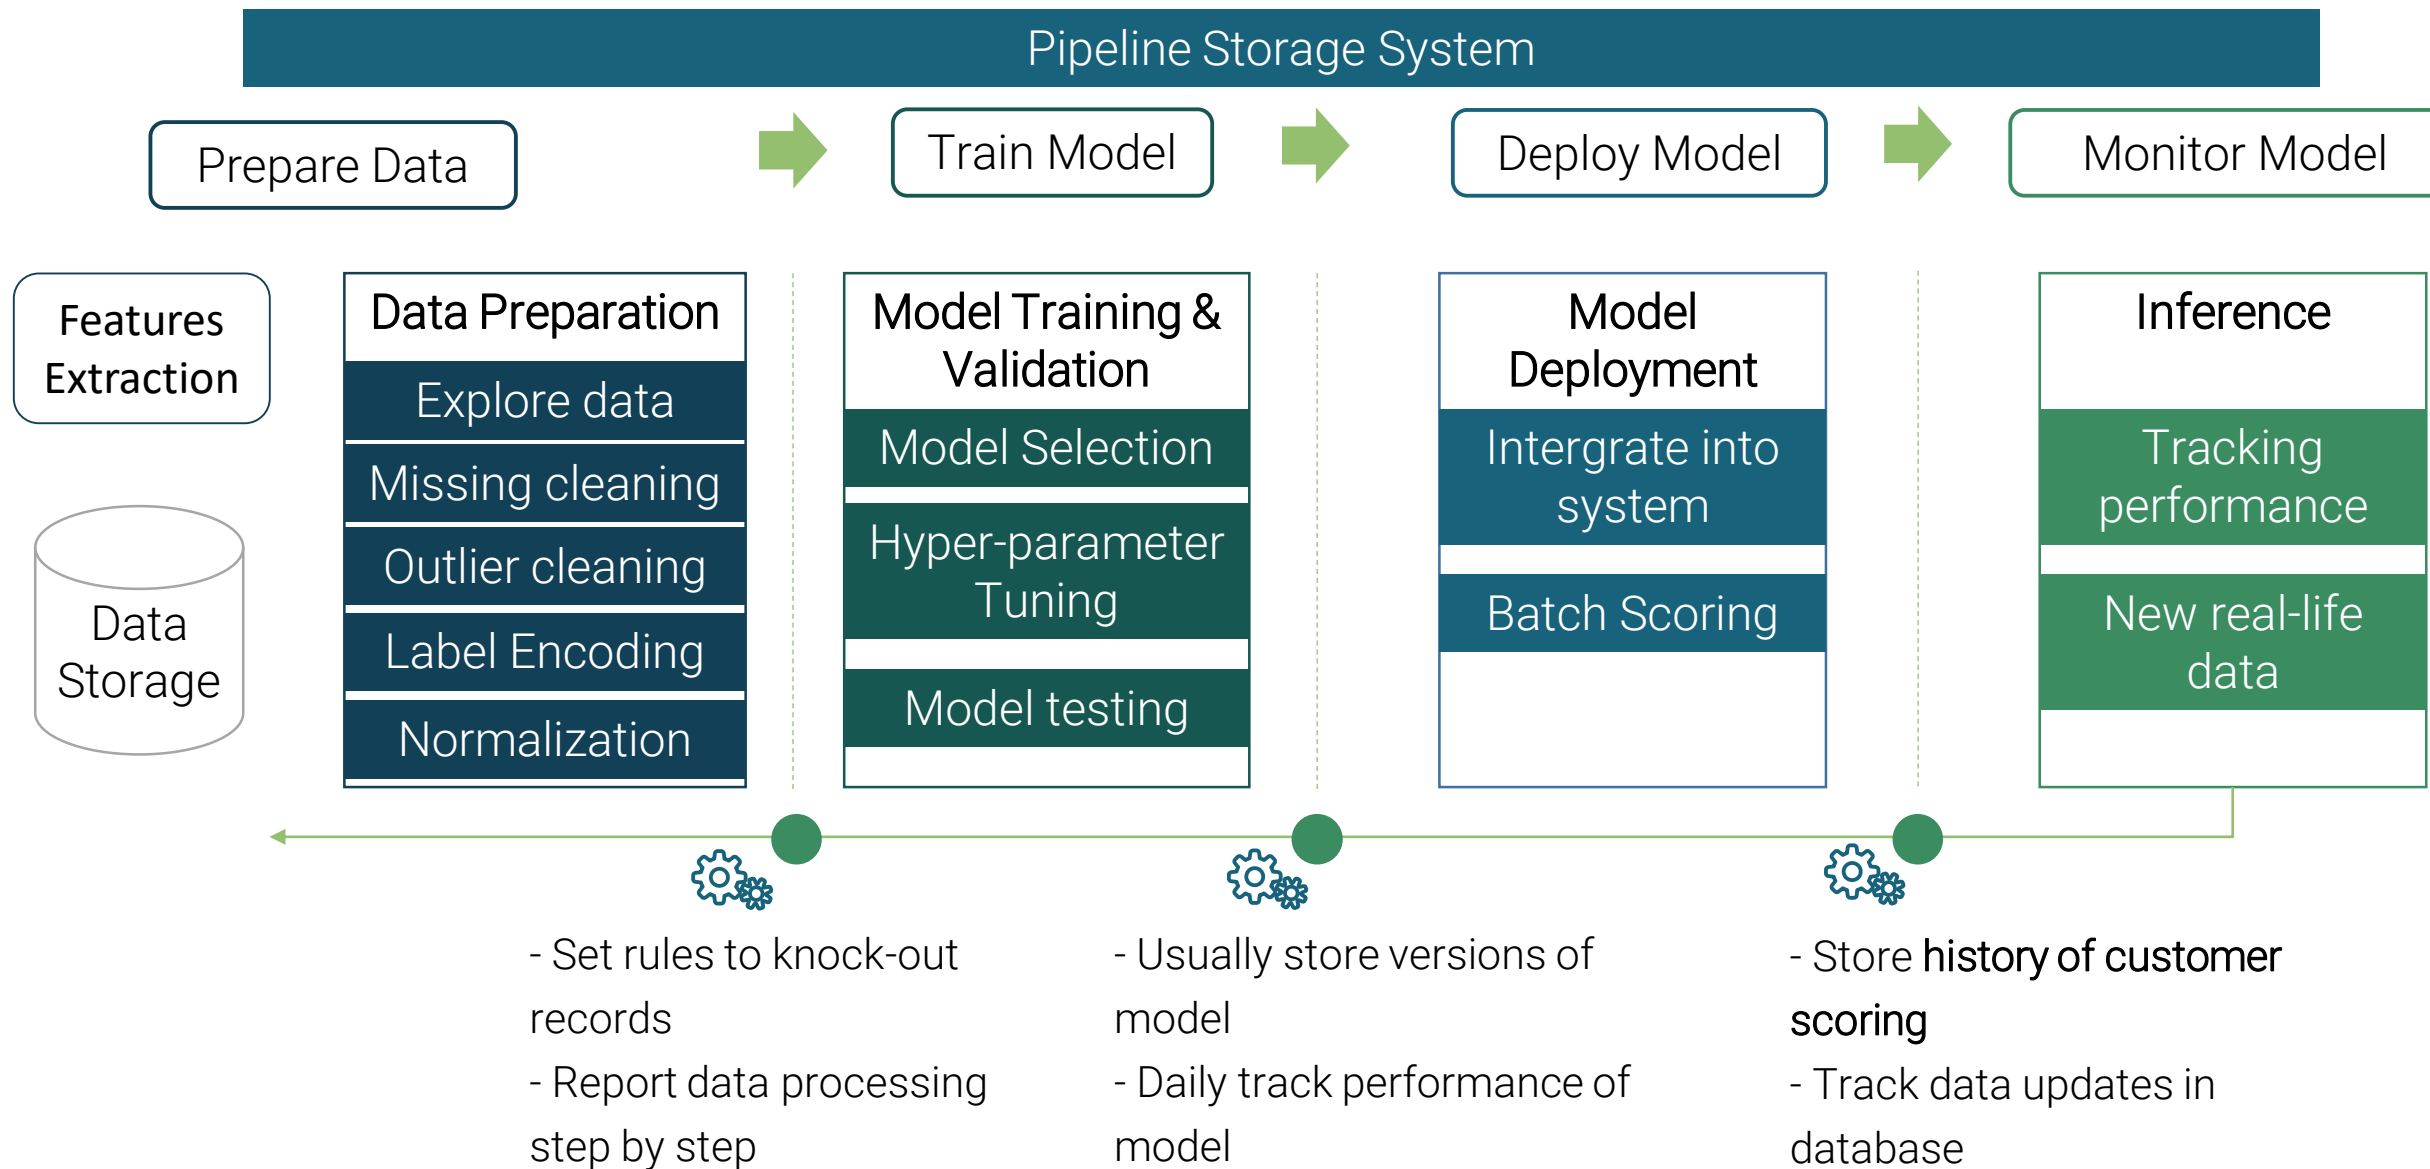 Pipeline Storage System
Prepare Data
Train Model
Deploy Model
Monitor Model
Features
Extraction
Data
Storage
Data Preparation
Explore data
Missing cleaning
Outlier cleaning
Label Encoding
Normalization
Model Training &
Validation
Model Selection
Hyper-parameter
Tuning
Model testing
Model
Deployment
Intergrate into
system
Batch Scoring
Inference
Tracking
performance
New real-life
data
- Set rules to knock-out
records
- Report data processing
step by step
- Usually store versions of
model
- Daily track performance of
model
- Store history of customer
scoring
- Track data updates in
database